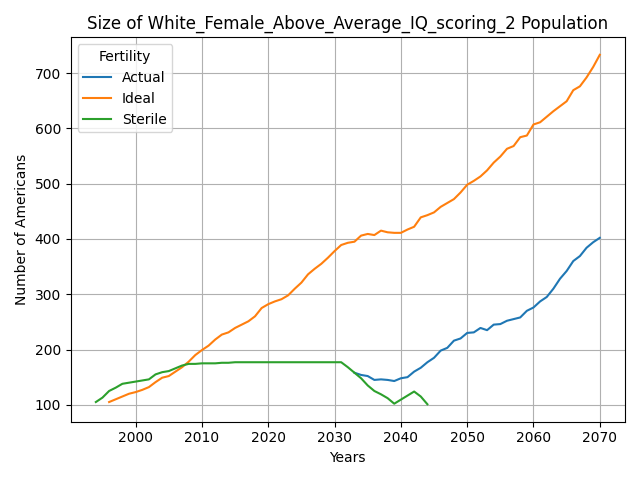 Size of White_Female_Above_Average_IQ_scoring_2 Population
Fertility
Actual
Ideal
Sterile
Number of Americans
700
600
500
400
300
200
100
2000 2010 2020 2030 2040 2050 2060 2070
Years